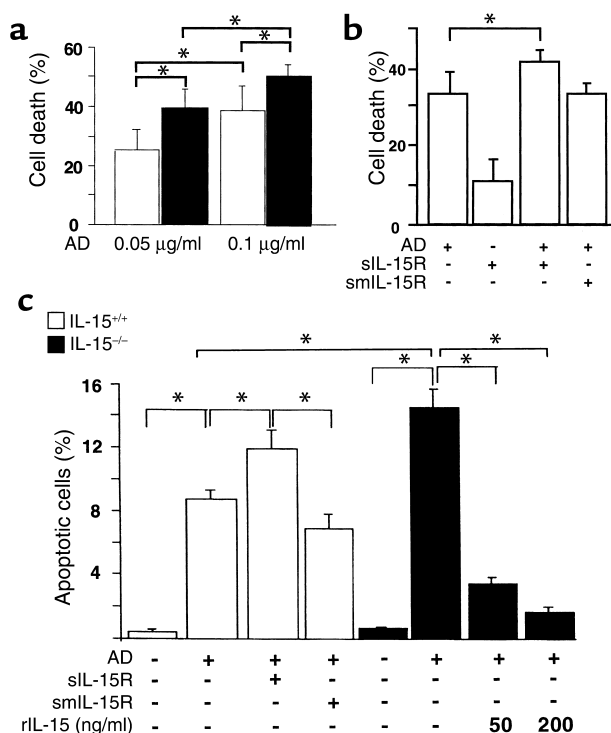 a
b
* * * *
*
Cell death (%)
60
40
20
0
AD 0.05 µg/ml 0.1 µg/ml
Cell death (%)
40
20
0
AD + - + +
sIL-15R - + + -
smIL-15R - - - +
c
IL-15+/+
IL-15−/−
* * * * * * *
Apoptotic cells (%)
16
12
8
4
AD - + + + - + + +
sIL-15R - - + - - - - -
smIL-15R - - - + - - - -
rIL-15 (ng/ml) - - - - - - 50 200